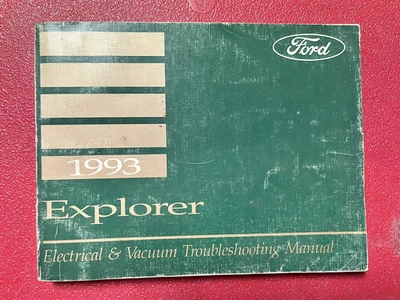 Ford
1993
Explorer
Electrical & Vacuum Troubleshooting Manual